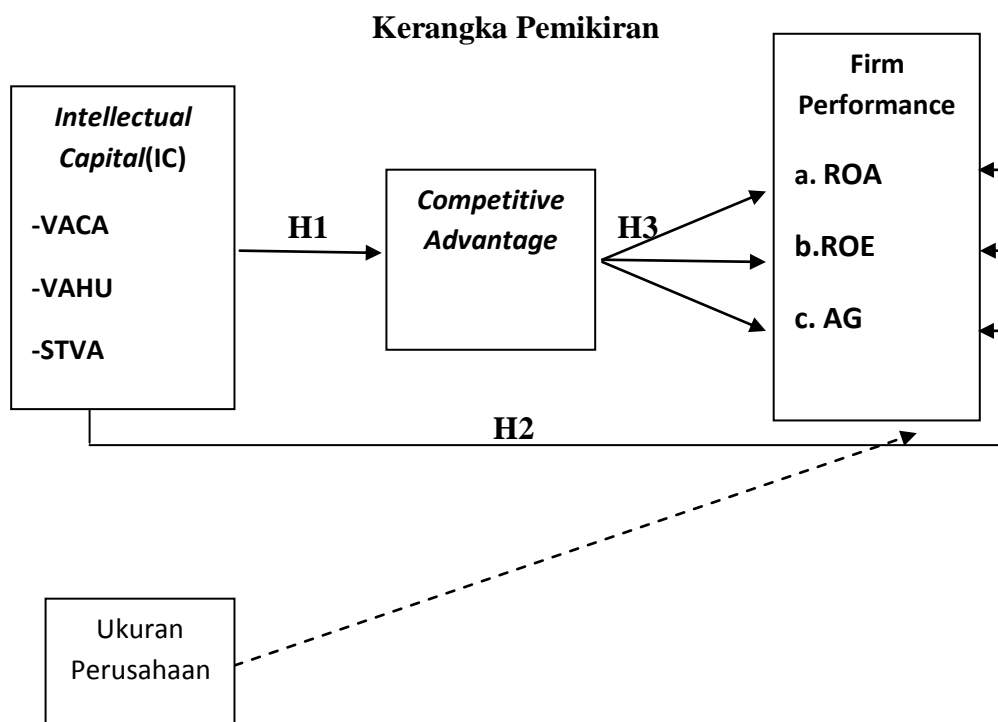 Kerangka Pemikiran
Intellectual
Capital(IC)
-VACA
-VAHU
-STVA
H1
Competitive
Advantage
H3
Firm
Performance
a. ROA
b.ROE
c. AG
H2
Ukuran
Perusahaan